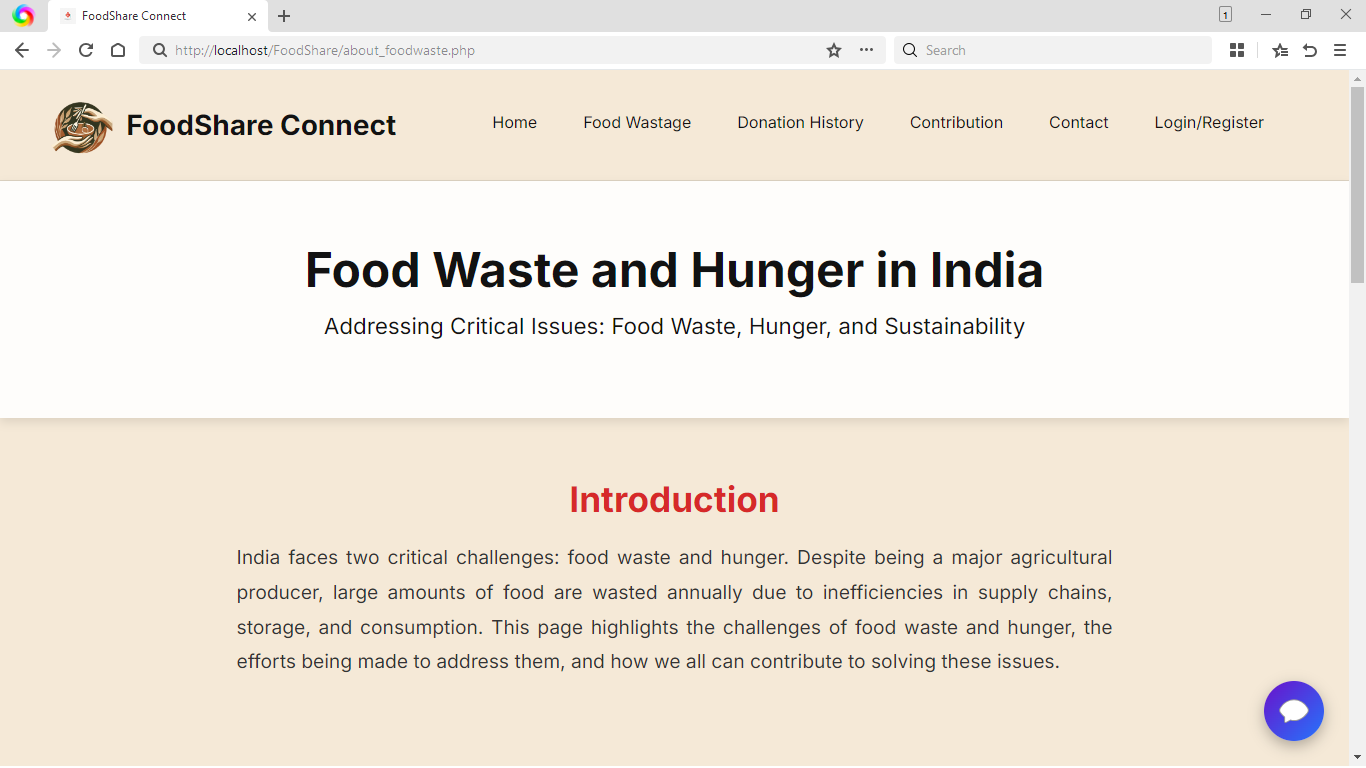 FoodShare Connect
1
http://localhost/FoodShare/about_foodwaste.php
Search
FoodShare Connect
Home
Food Wastage
Donation History
Contribution
Contact
Login/Register
Food Waste and Hunger in India
Addressing Critical Issues: Food Waste, Hunger, and Sustainability
Introduction
India faces two critical challenges: food waste and hunger. Despite being a major agricultural
producer, large amounts of food are wasted annually due to inefficiencies in supply chains,
storage, and consumption. This page highlights the challenges of food waste and hunger, the
efforts being made to address them, and how we all can contribute to solving these issues.